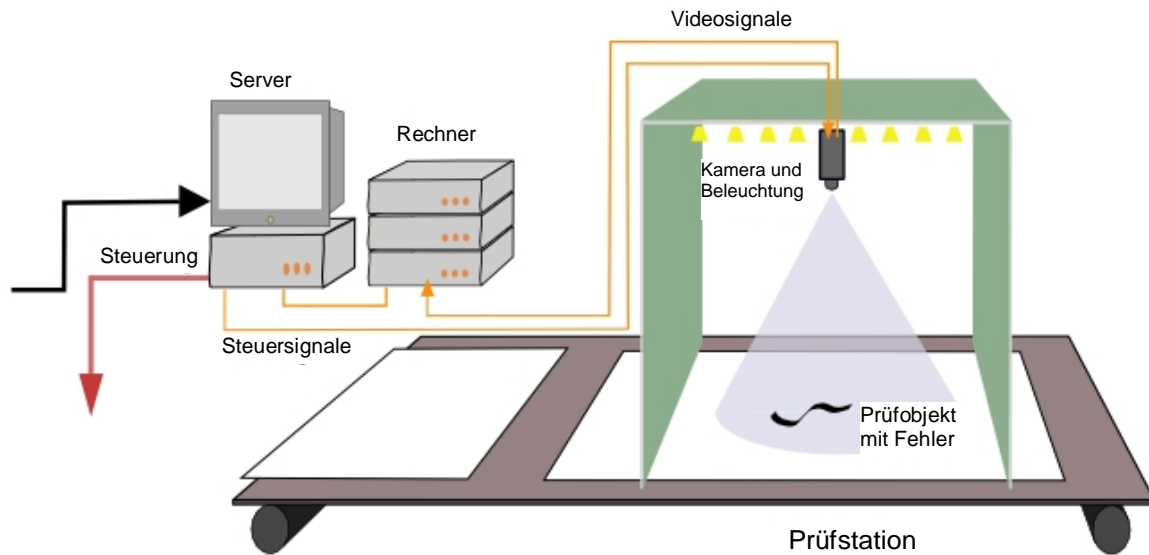 Videosignale
Server
Rechner
Kamera und
Beleuchtung
Steuerung
Steuersignale
Prüfobjekt
mit Fehler
Prüfstation